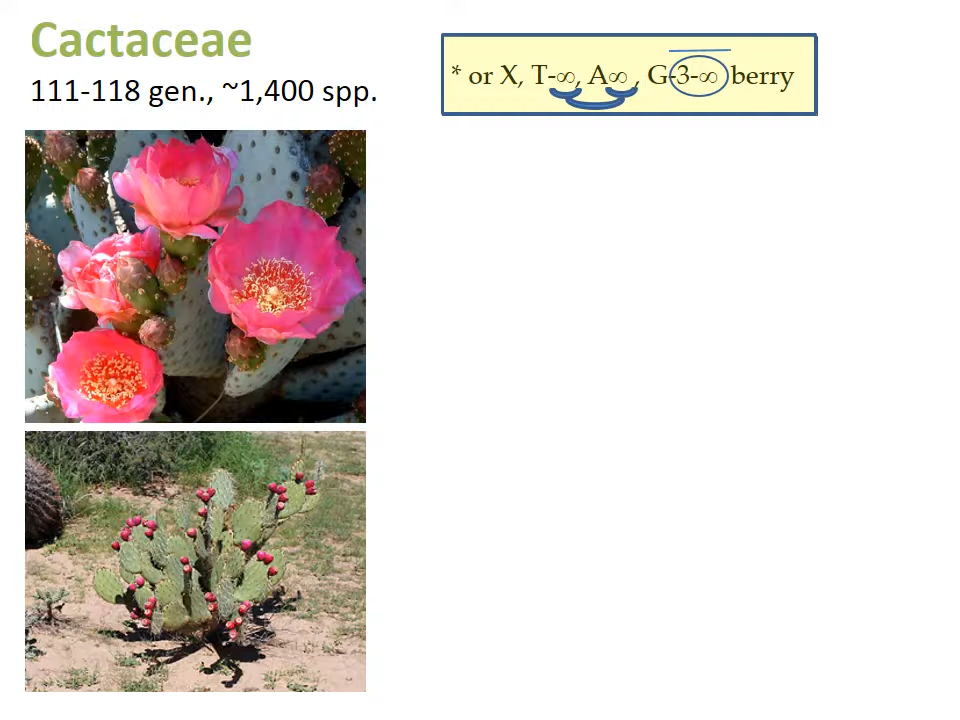 Cactaceae
111-118 gen., ~1,400 spp.
* or X, T-∞, A∞ , G-3-∞ berry